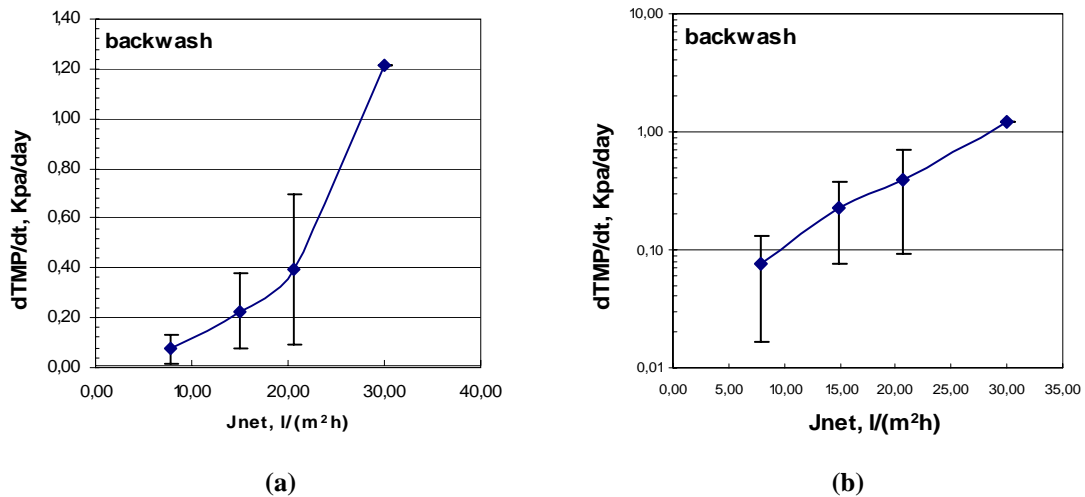 backwash
1,40
1,20
1,00
0,80
0,60
0,40
0,20
0,00
0,00 10,00 20,00 30,00 40,00
dTMP/dt, Kpa/day
Jnet, l/(m²h)
(a)
backwash
10,00
1,00
0,10
0,01
0,00 5,00 10,00 15,00 20,00 25,00 30,00 35,00
dTMP/dt, Kpa/day
Jnet, l/(m²h)
(b)